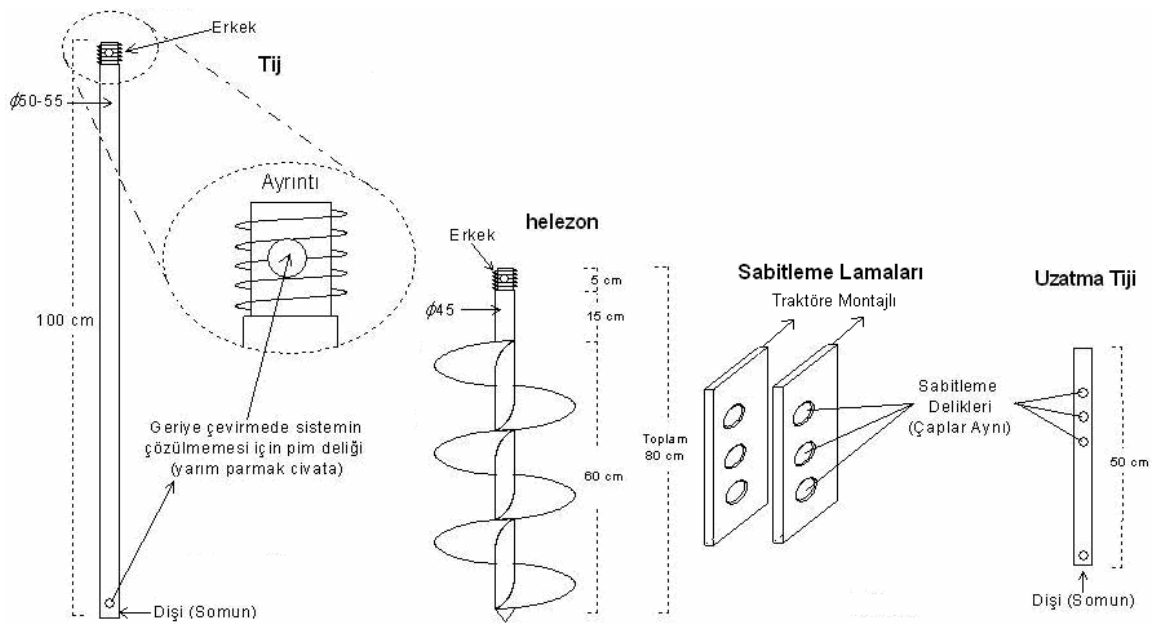 Erkek
Tij
ϕ50-55
Ayrıntı
100 cm
Geriye çevirmede sistemin
çözülmemesi için pim deliği
(yarım parmak civata)
Dişi (Somun)
helezon
Erkek
5 cm
ϕ45
15 cm
Toplam
80 cm
60 cm
Sabitleme Lamaları
Traktöre Montajlı
Sabitleme
Delikleri
(Çaplar Aynı)
Uzatma Tiji
50 cm
Dişi (Somun)